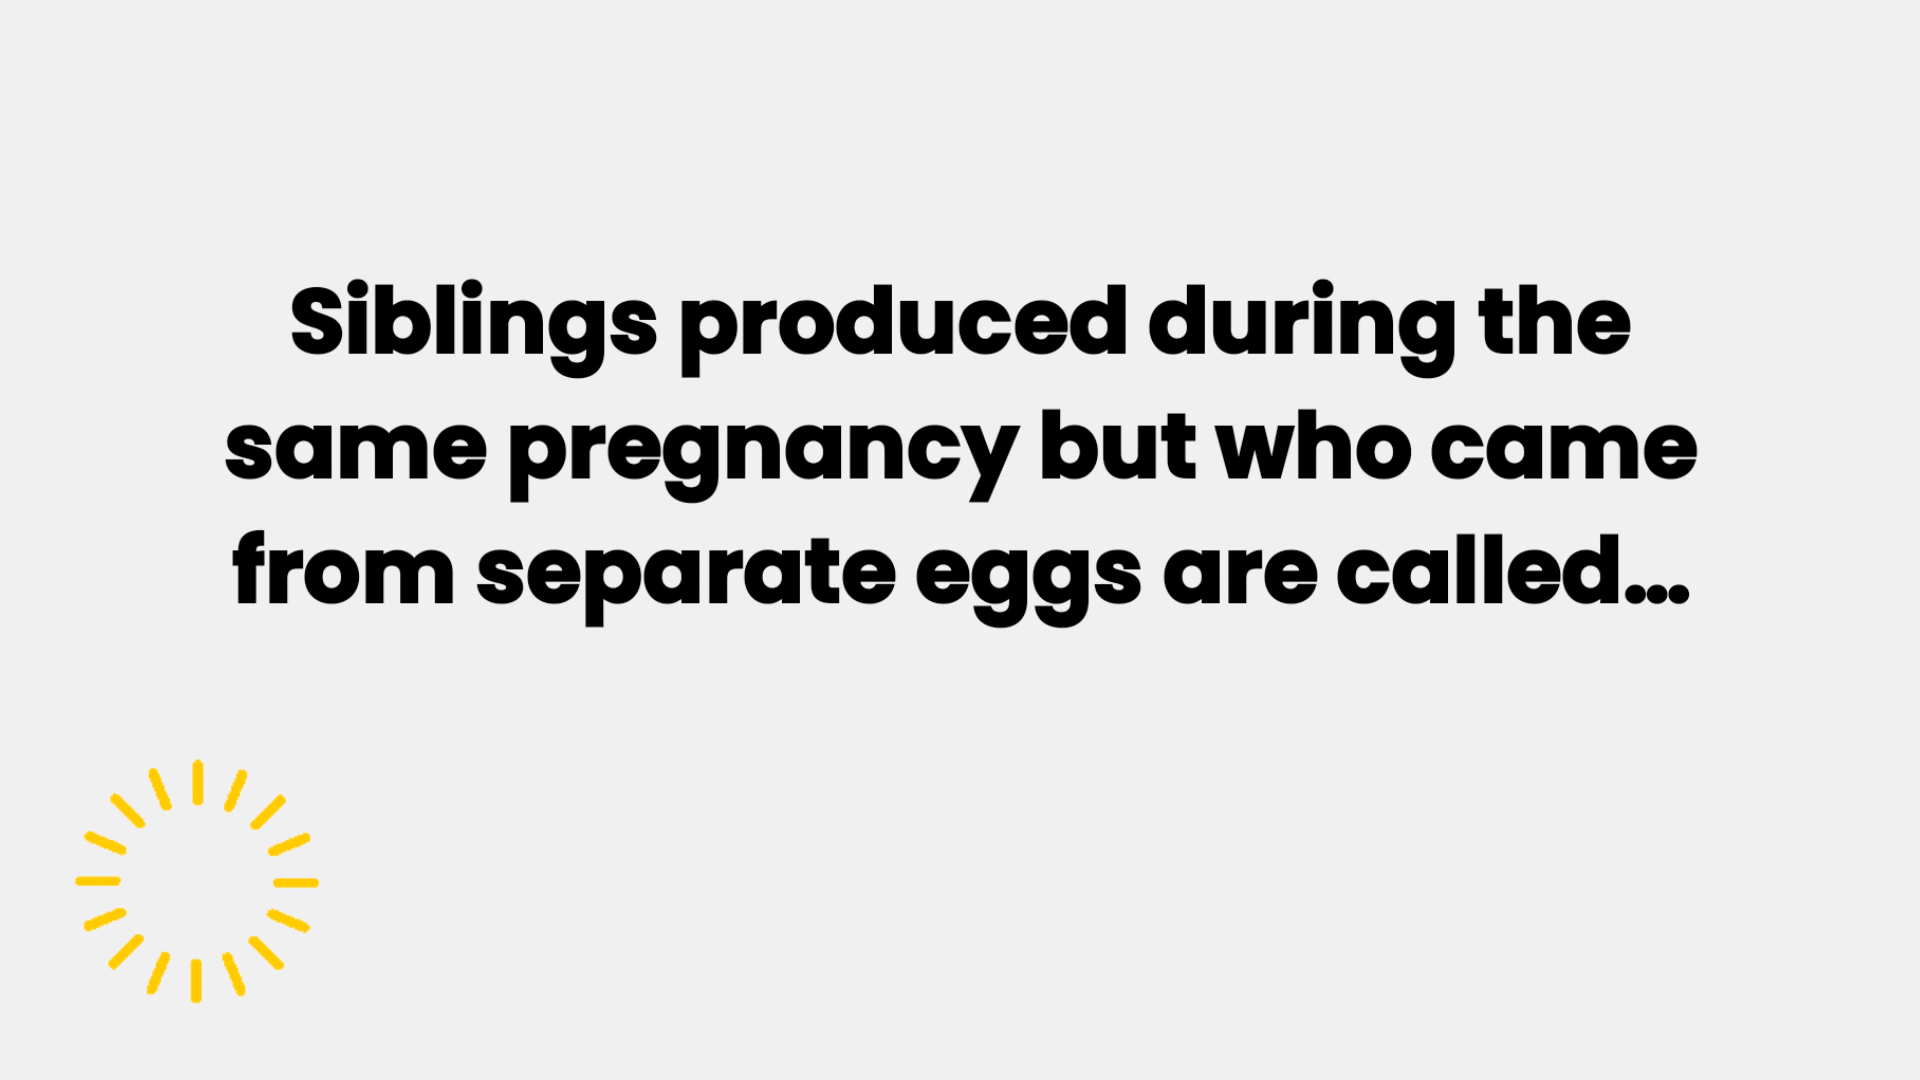 Siblings produced during the
same pregnancy but who came
from separate eggs are called...